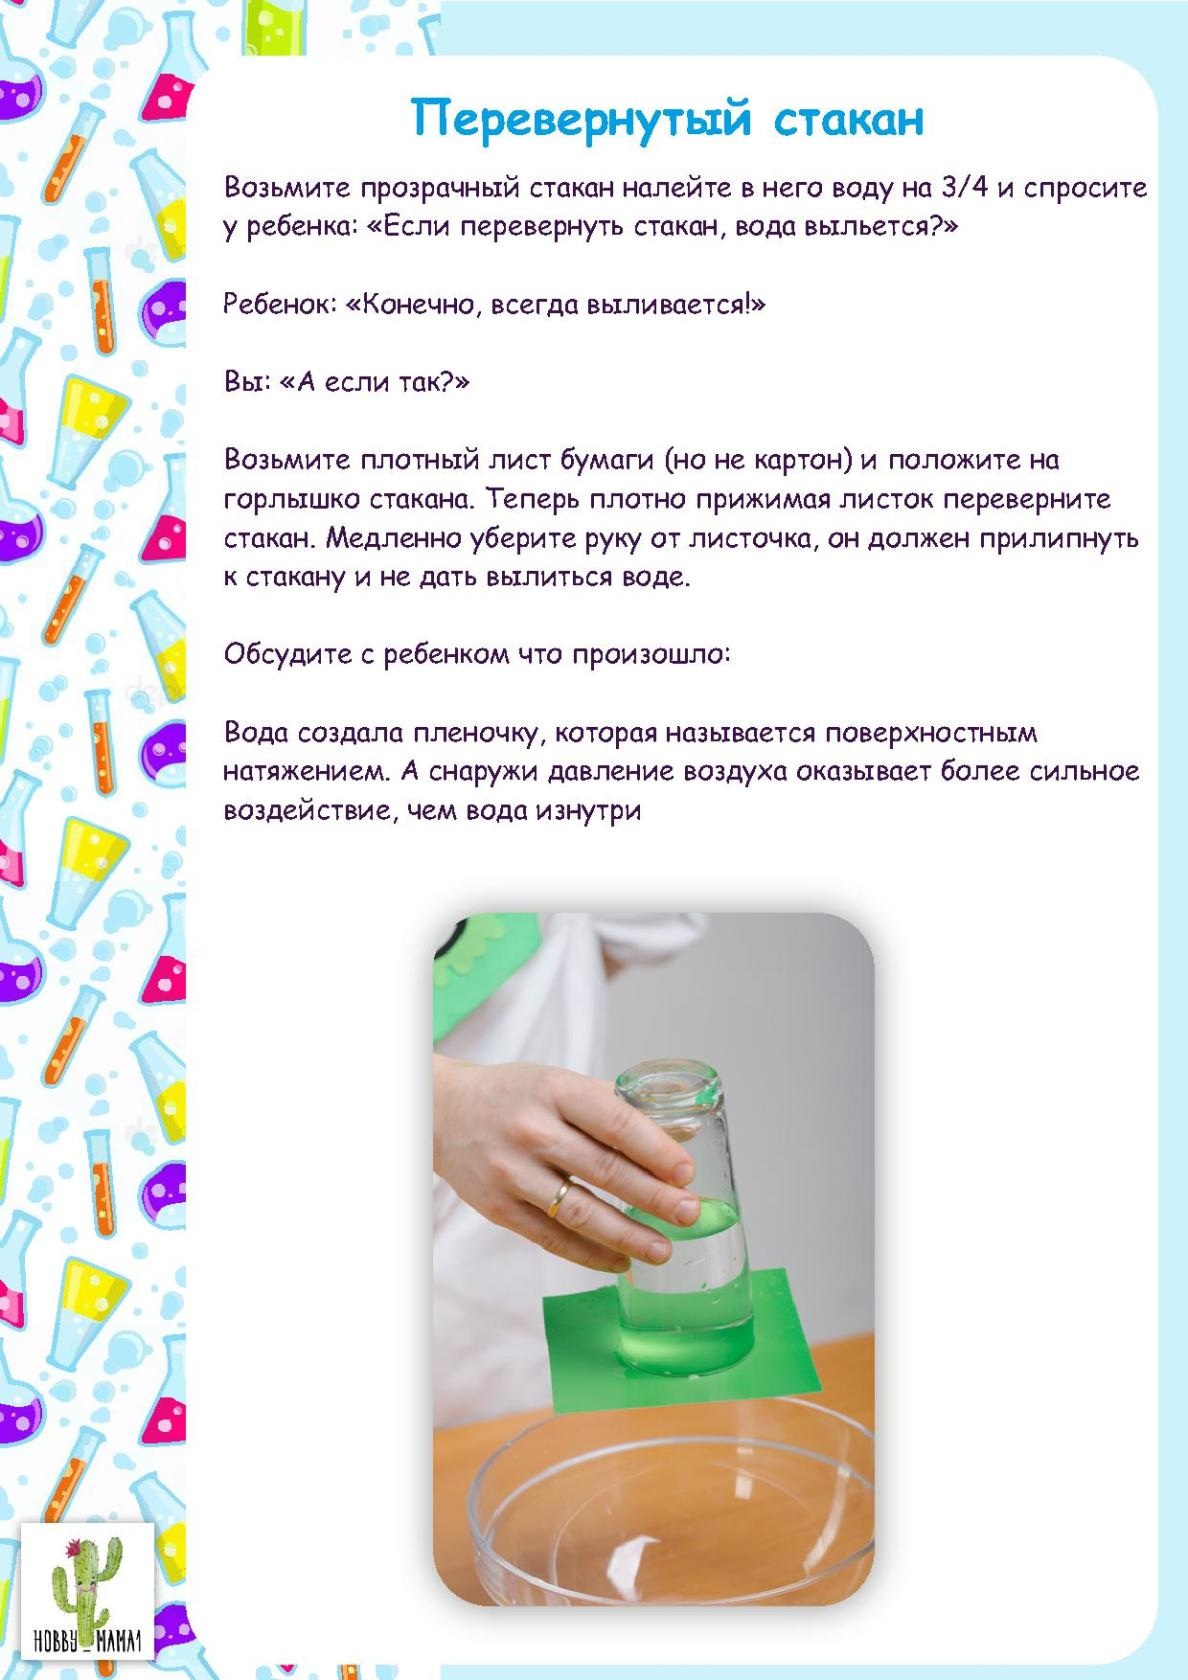 Перевернутый стакан
Возьмите прозрачный стакан налейте в него воду на 3/4 и спросите
у ребенка: «Если перевернуть стакан, вода выльется?»
Ребенок: «Конечно, всегда выливается!»
Вы: «А если так?»
Возьмите плотный лист бумаги (но не картон) и положите на
горлышко стакана. Теперь плотно прижимая листок переверните
стакан. Медленно уберите руку от листочка, он должен прилипнуть
к стакану и не дать вылиться воде.
Обсудите с ребенком что произошло:
Вода создала пленочку, которая называется поверхностным
натяжением. А снаружи давление воздуха оказывает более сильное
воздействие, чем вода изнутри
HOBBY_MAMA1